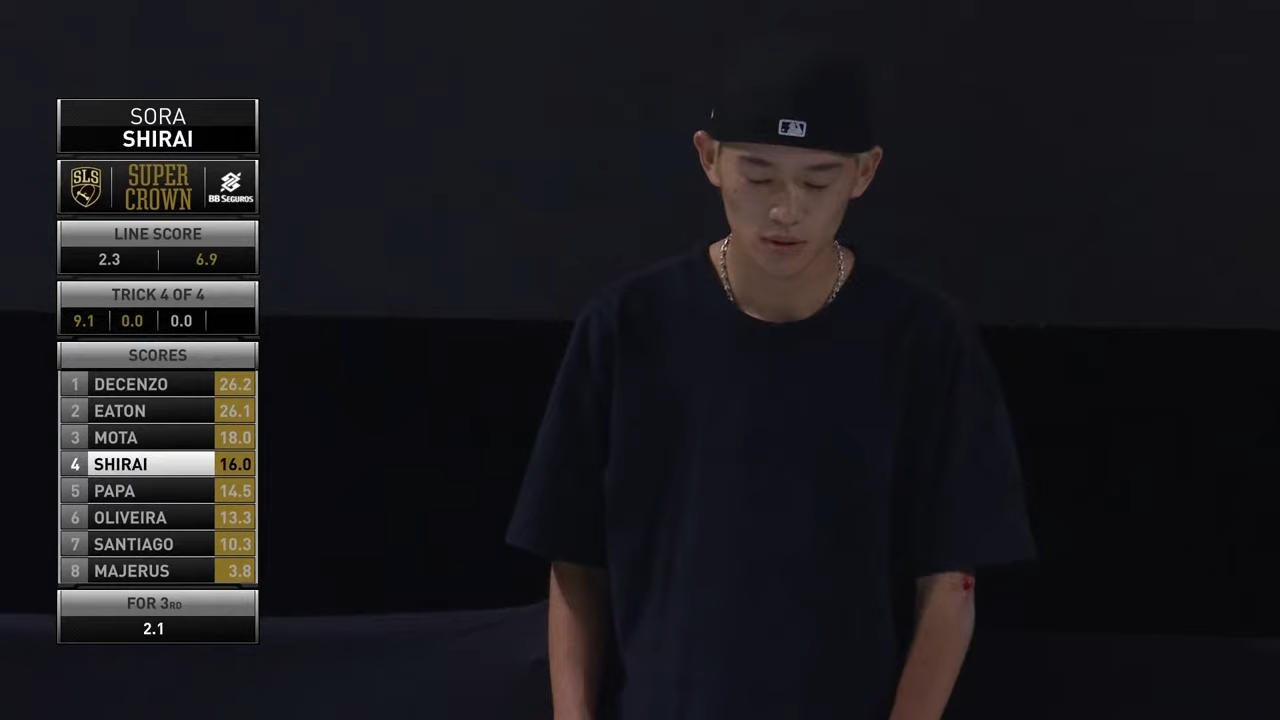 SORA
SHIRAI
SLS
SUPER
CROWN
BB SEGUROS
LINE SCORE
2.3 6.9
TRICK 4 OF 4
9.1 0.0 0.0
SCORES
1 DECENZO 26.2
2 EATON 26.1
3 MOTA 18.0
4 SHIRAI 16.0
5 PAPA 14.5
6 OLIVEIRA 13.3
7 SANTIAGO 10.3
8 MAJERUS 3.8
FOR 3RD
2.1